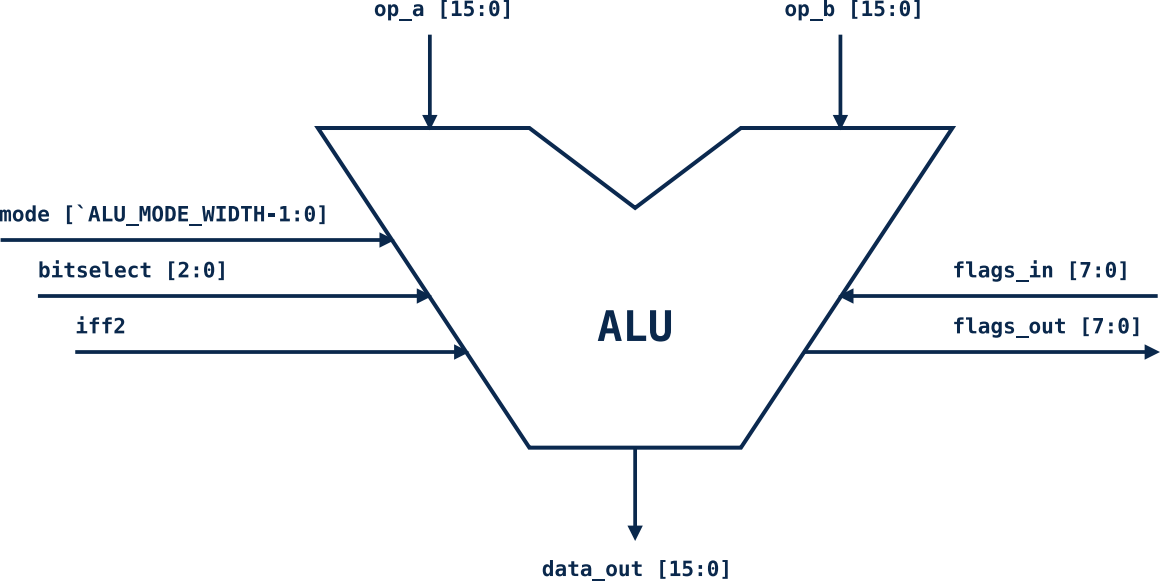 op_a [15:0]
op_b [15:0]
mode [`ALU_MODE_WIDTH-1:0]
bitselect [2:0]
flags_in [7:0]
iff2
flags_out [7:0]
ALU
data_out [15:0]